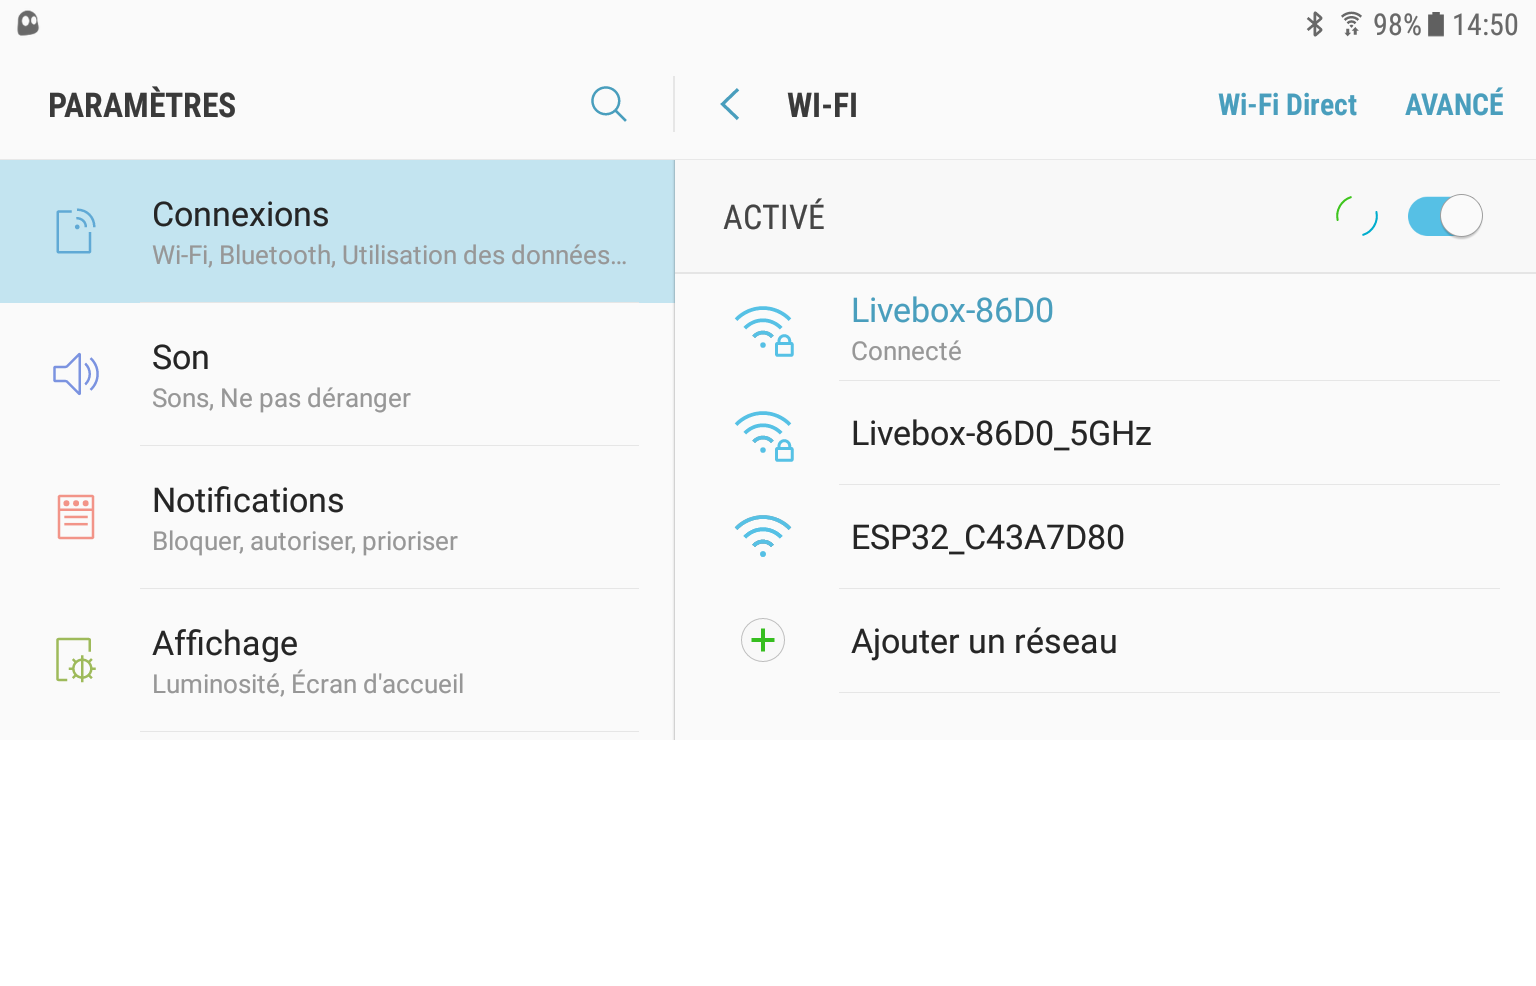 98% 14:50
PARAMÈTRES
WI-FI
Wi-Fi Direct
AVANCÉ
Connexions
Wi-Fi, Bluetooth, Utilisation des données...
Son
Sons, Ne pas déranger
Notifications
Bloquer, autoriser, prioriser
Affichage
Luminosité, Écran d'accueil
ACTIVÉ
Livebox-86D0
Connecté
Livebox-86D0_5GHz
ESP32_C43A7D80
Ajouter un réseau